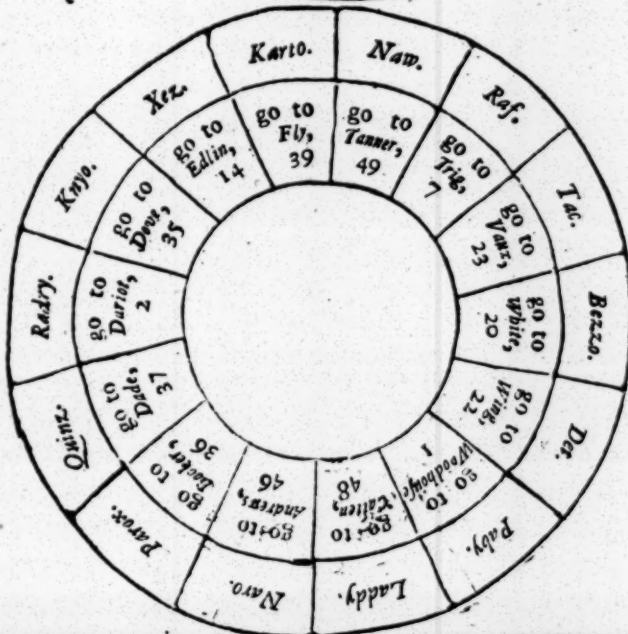 Karto.
go to
Fly,
39
Naw.
go to
Tanner,
49
Raf.
go to
Trig,
7
Tac.
go to
Vaux,
23
Bezzo.
go to
White,
20
Det.
go to
Wing,
22
Paby.
go to
Woodhouse
1
Laddy.
go to
48
Naro.
go to
Andrews,
46
Parox.
go to
Bucker,
36
Quinz.
go to
Dade,
37
Radry.
go to
Dariot,
2
Knyo.
go to
Dove,
35
Xez.
go to
Edlin,
14